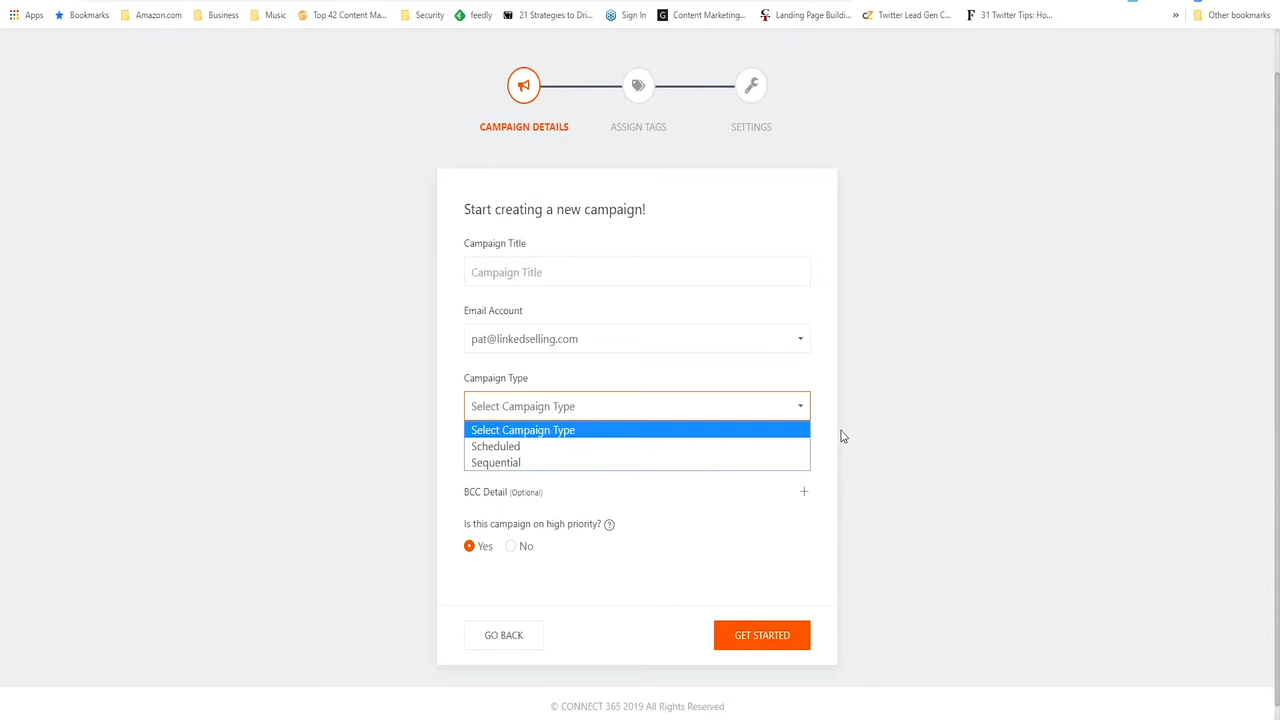 Apps Bookmarks Amazon.com Business Music Top 42 Content Ma... Security feedly 21 Strategies to Dri... Sign In Content Marketing... Landing Page Buildi... Twitter Lead Gen C... 31 Twitter Tips: Ho... » Other bookmarks
CAMPAIGN DETAILS ASSIGN TAGS SETTINGS
Start creating a new campaign!
Campaign Title
Campaign Title
Email Account
pat@linkedselling.com
Campaign Type
Select Campaign Type
Select Campaign Type
Scheduled
Sequential
BCC Detail (Optional) +
Is this campaign on high priority? ?
Yes No
GO BACK GET STARTED
© CONNECT 365 2019 All Rights Reserved